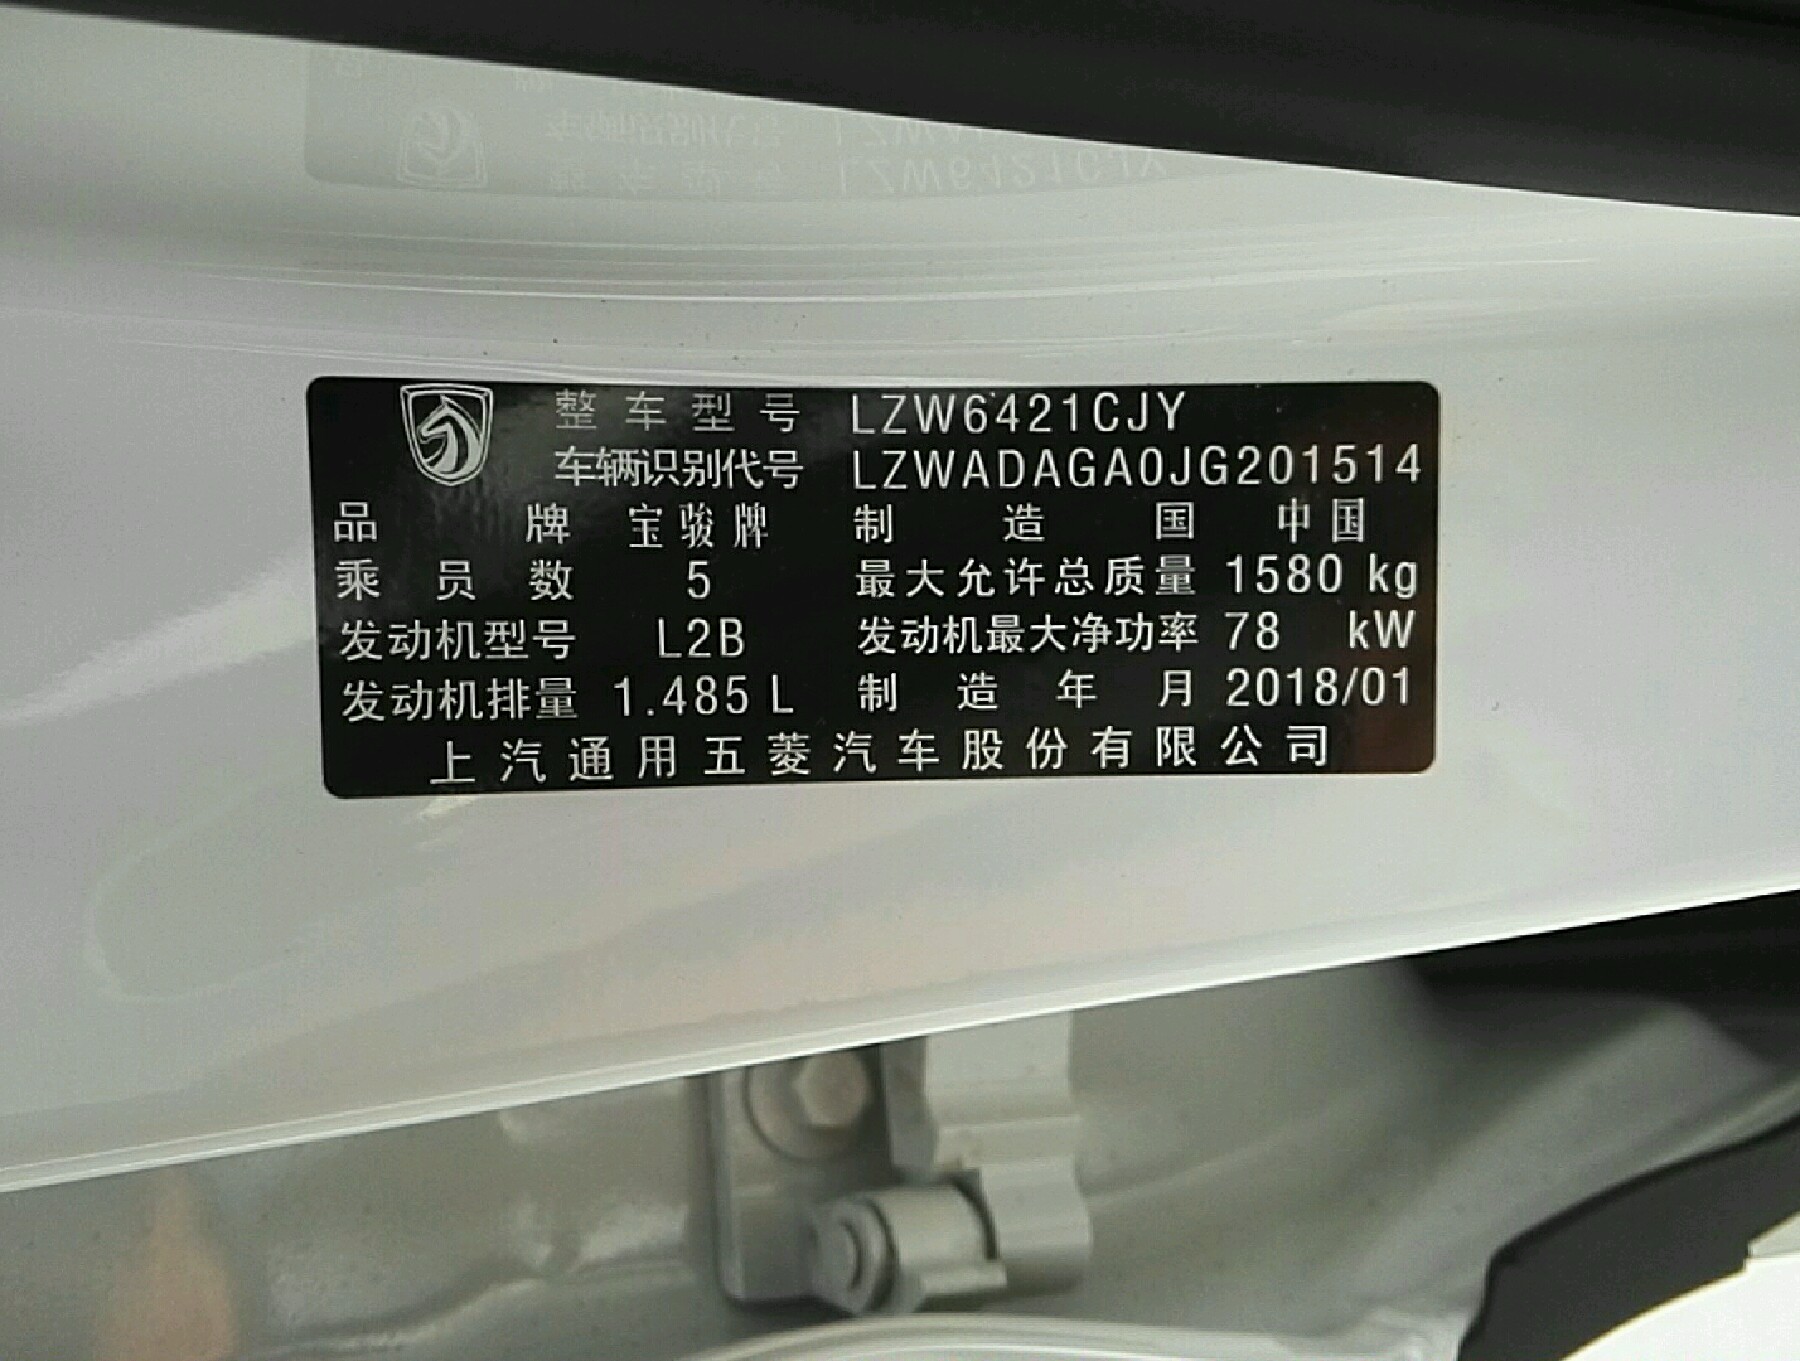 整车型号 LZW6421CJY
车辆识别代号 LZWADAGA0JG201514
品牌 宝骏牌 制造国 中国
乘员数 5 最大允许总质量 1580 kg
发动机型号 L2B 发动机最大净功率 78 kW
发动机排量 1.485 L 制造年月 2018/01
上汽通用五菱汽车股份有限公司